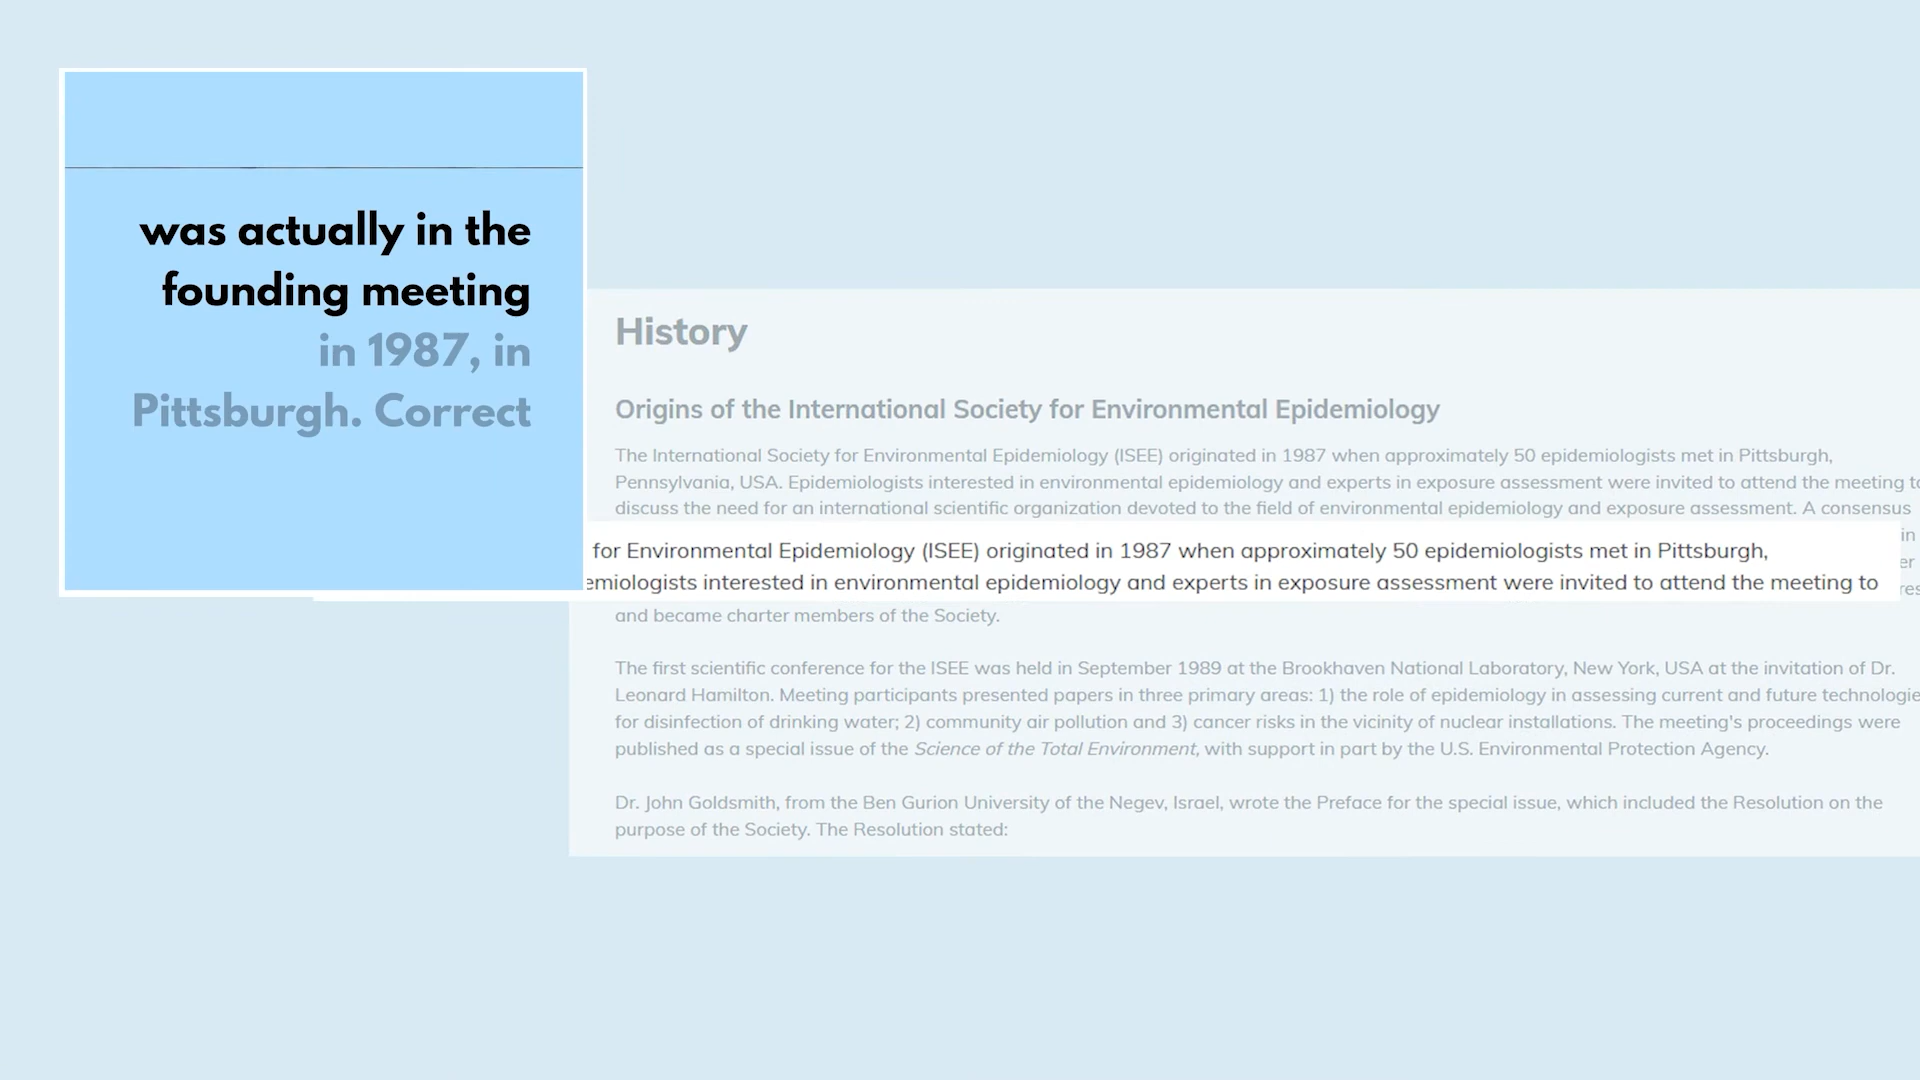 was actually in the
founding meeting
in 1987, in
Pittsburgh. Correct
History
Origins of the International Society for Environmental Epidemiology
The International Society for Environmental Epidemiology (ISEE) originated in 1987 when approximately 50 epidemiologists met in Pittsburgh,
Pennsylvania, USA. Epidemiologists interested in environmental epidemiology and experts in exposure assessment were invited to attend the meeting to
discuss the need for an international scientific organization devoted to the field of environmental epidemiology and exposure assessment. A consensus
in
for Environmental Epidemiology (ISEE) originated in 1987 when approximately 50 epidemiologists met in Pittsburgh,
emiologists interested in environmental epidemiology and experts in exposure assessment were invited to attend the meeting to
and became charter members of the Society.
The first scientific conference for the ISEE was held in September 1989 at the Brookhaven National Laboratory, New York, USA at the invitation of Dr.
Leonard Hamilton. Meeting participants presented papers in three primary areas: 1) the role of epidemiology in assessing current and future technologie
for disinfection of drinking water; 2) community air pollution and 3) cancer risks in the vicinity of nuclear installations. The meeting's proceedings were
published as a special issue of the Science of the Total Environment, with support in part by the U.S. Environmental Protection Agency.
Dr. John Goldsmith, from the Ben Gurion University of the Negev, Israel, wrote the Preface for the special issue, which included the Resolution on the
purpose of the Society. The Resolution stated: